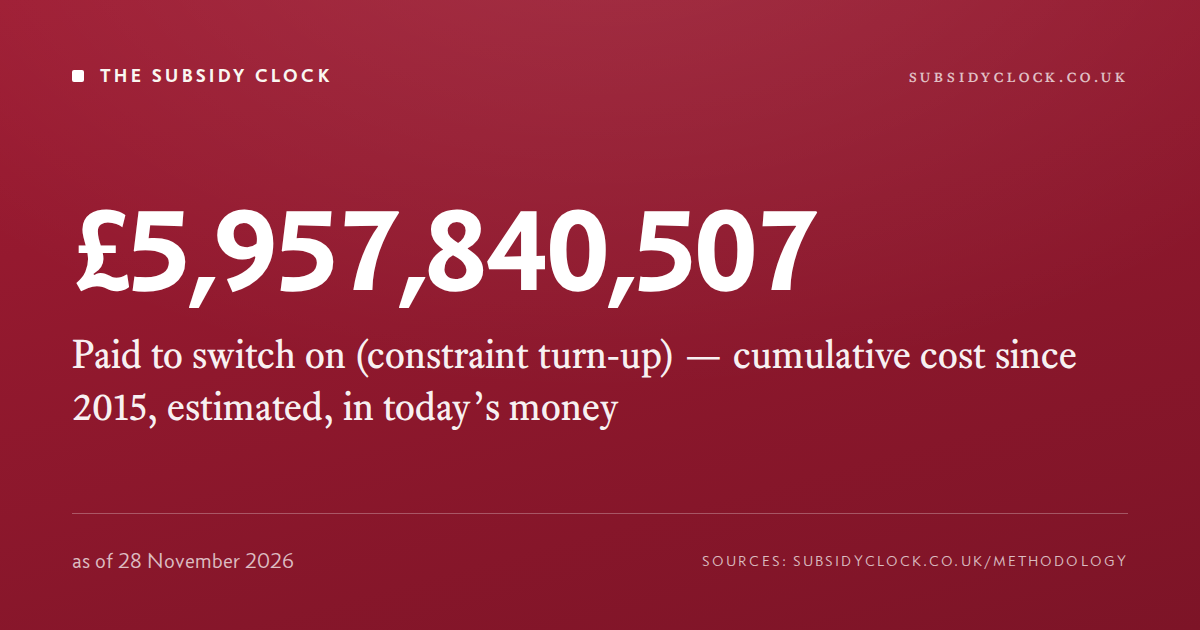 THE SUBSIDY CLOCK
SUBSIDYCLOCK.CO.UK
£5,957,840,507
Paid to switch on (constraint turn-up) — cumulative cost since
2015, estimated, in today’s money
as of 28 November 2026
SOURCES: SUBSIDYCLOCK.CO.UK/METHODOLOGY